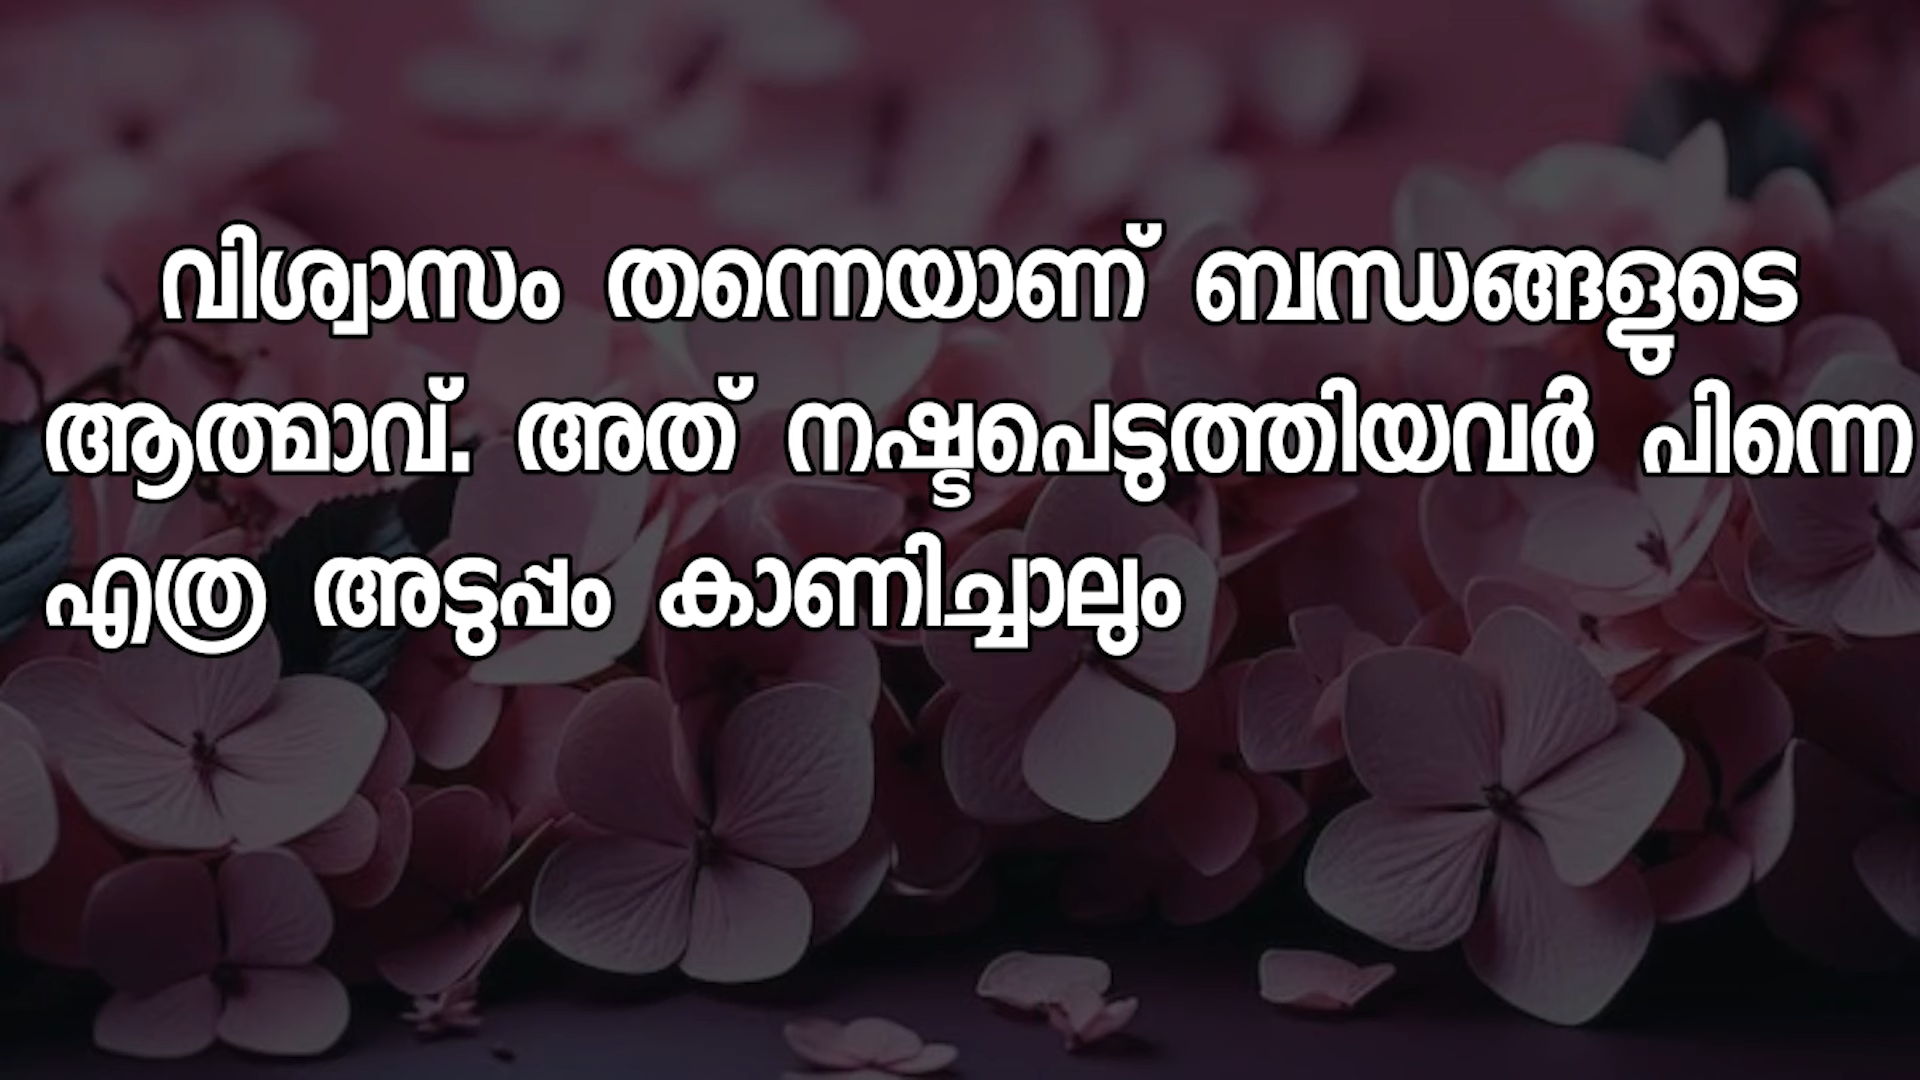 വിശ്വാസം തന്നെയാണ് ബന്ധങ്ങളുടെ
ആത്മാവ്. അത് നഷ്ടപെടുത്തിയവർ പിന്നെ
എത്ര അടുപ്പം കാണിച്ചാലും